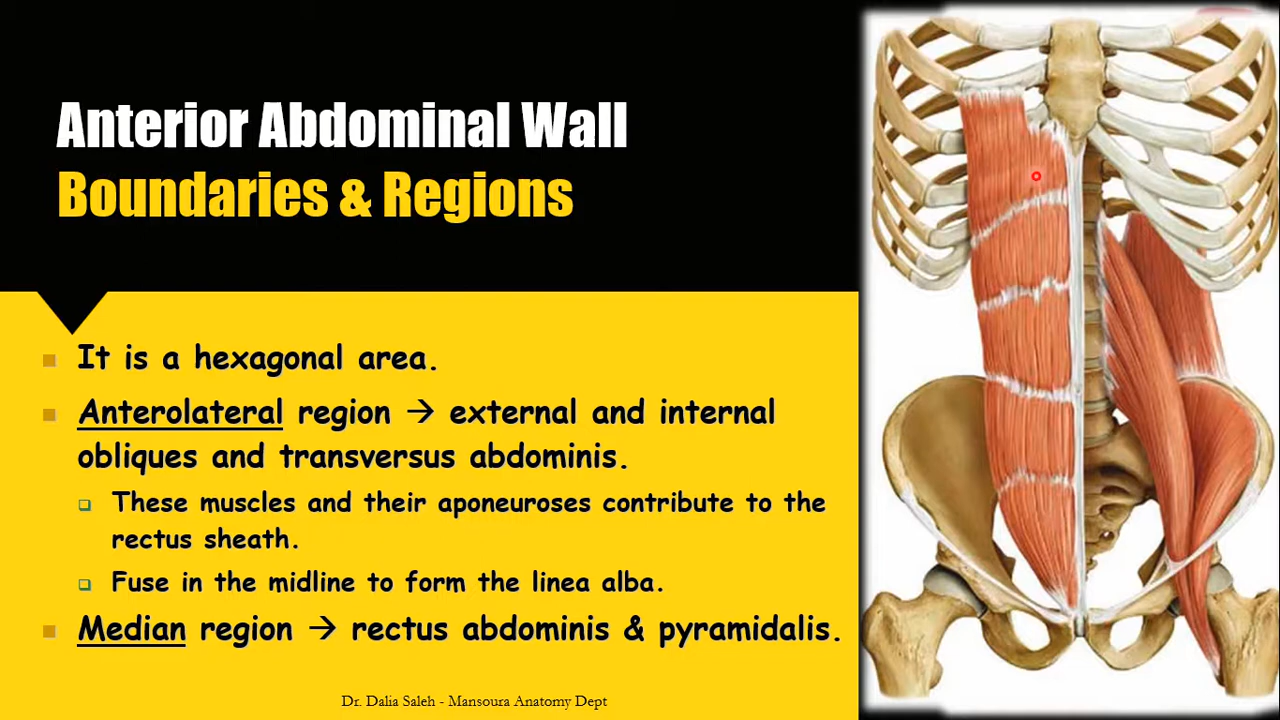 Anterior Abdominal Wall
Boundaries & Regions
It is a hexagonal area.
Anterolateral region → external and internal
obliques and transversus abdominis.
These muscles and their aponeuroses contribute to the
rectus sheath.
Fuse in the midline to form the linea alba.
Median region → rectus abdominis & pyramidalis.
Dr. Dalia Saleh - Mansoura Anatomy Dept